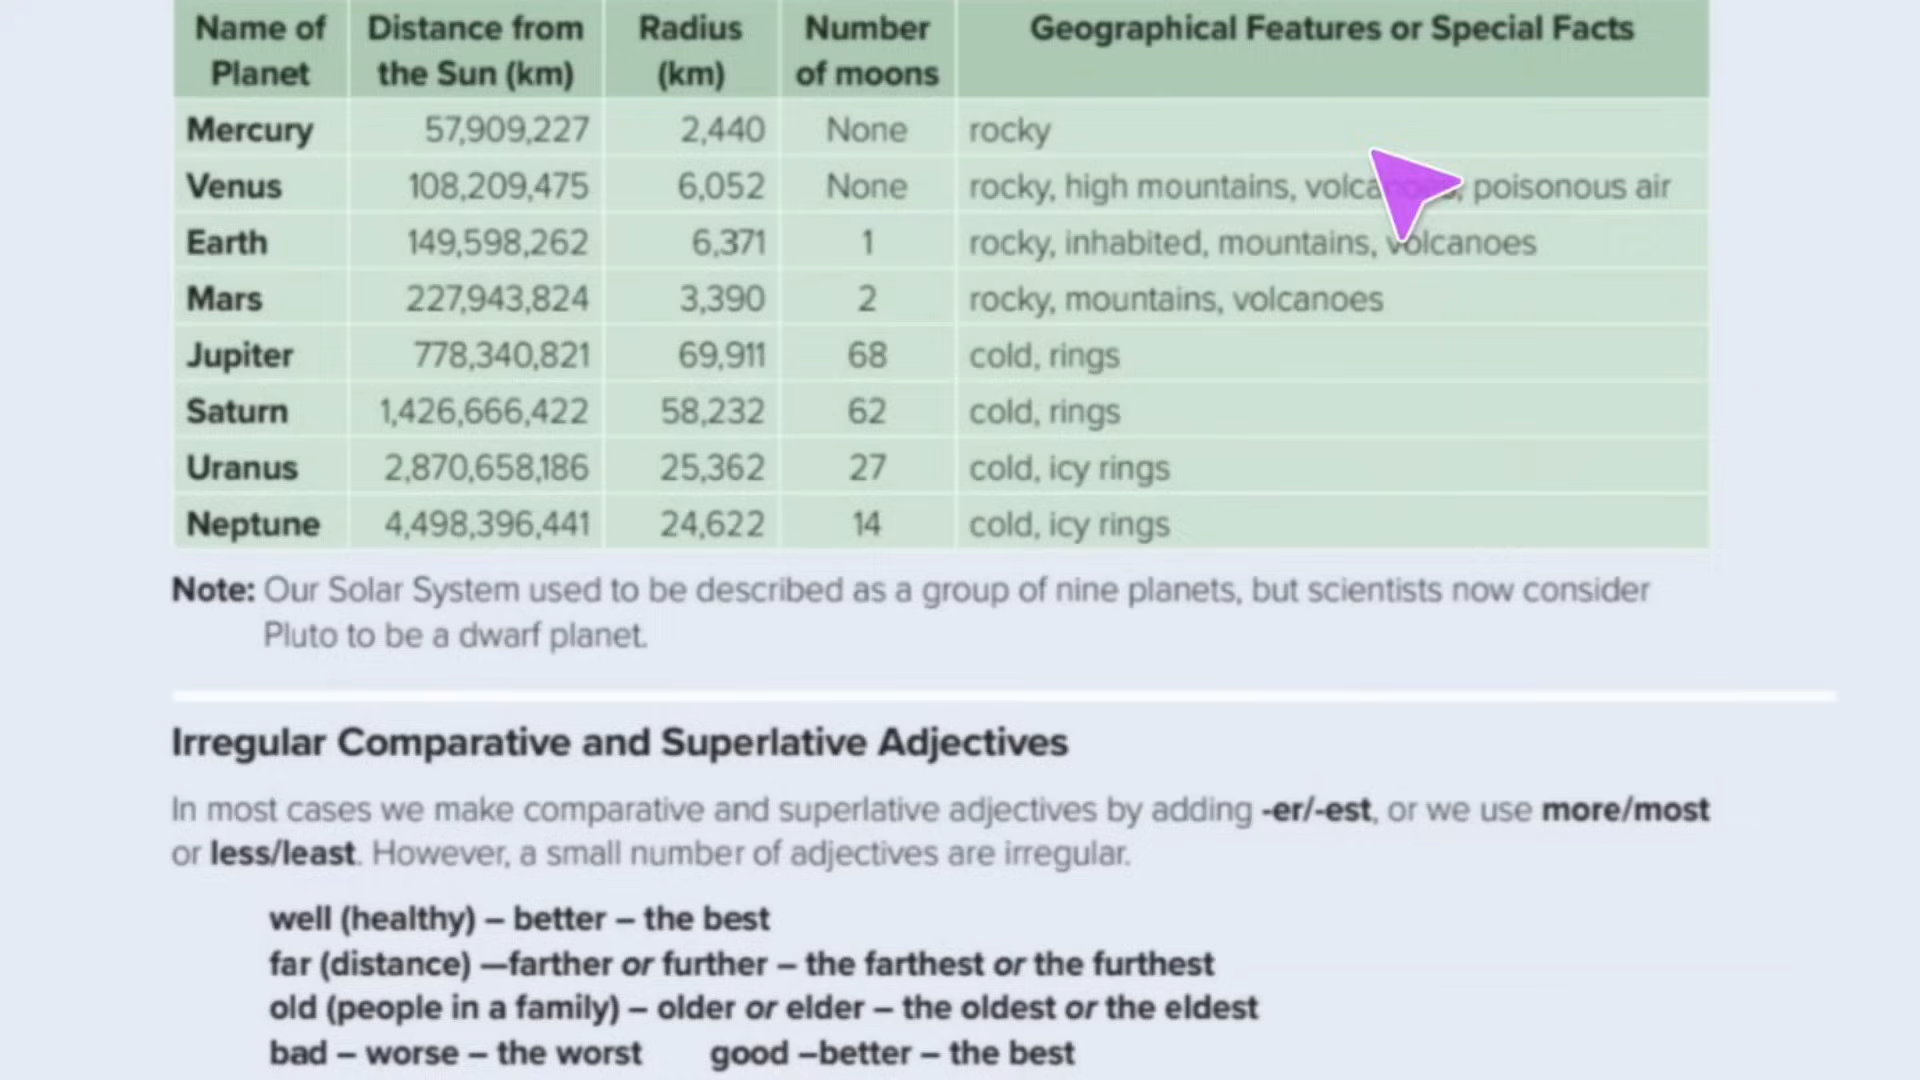 Name of Planet Distance from the Sun (km) Radius (km) Number of moons Geographical Features or Special Facts
Mercury 57,909,227 2,440 None rocky
Venus 108,209,475 6,052 None rocky, high mountains, poisonous air
Earth 149,598,262 6,371 1 rocky, inhabited, mountains, volcanoes
Mars 227,943,824 3,390 2 rocky, mountains, volcanoes
Jupiter 778,340,821 69,911 68 cold, rings
Saturn 1,426,666,422 58,232 62 cold, rings
Uranus 2,870,658,186 25,362 27 cold, icy rings
Neptune 4,498,396,441 24,622 14 cold, icy rings
Note: Our Solar System used to be described as a group of nine planets, but scientists now consider
Pluto to be a dwarf planet.
Irregular Comparative and Superlative Adjectives
In most cases we make comparative and superlative adjectives by adding -er/-est, or we use more/most
or less/least. However, a small number of adjectives are irregular.
well (healthy) – better – the best
far (distance) —farther or further – the farthest or the furthest
old (people in a family) – older or elder – the oldest or the eldest
bad – worse – the worst good –better – the best